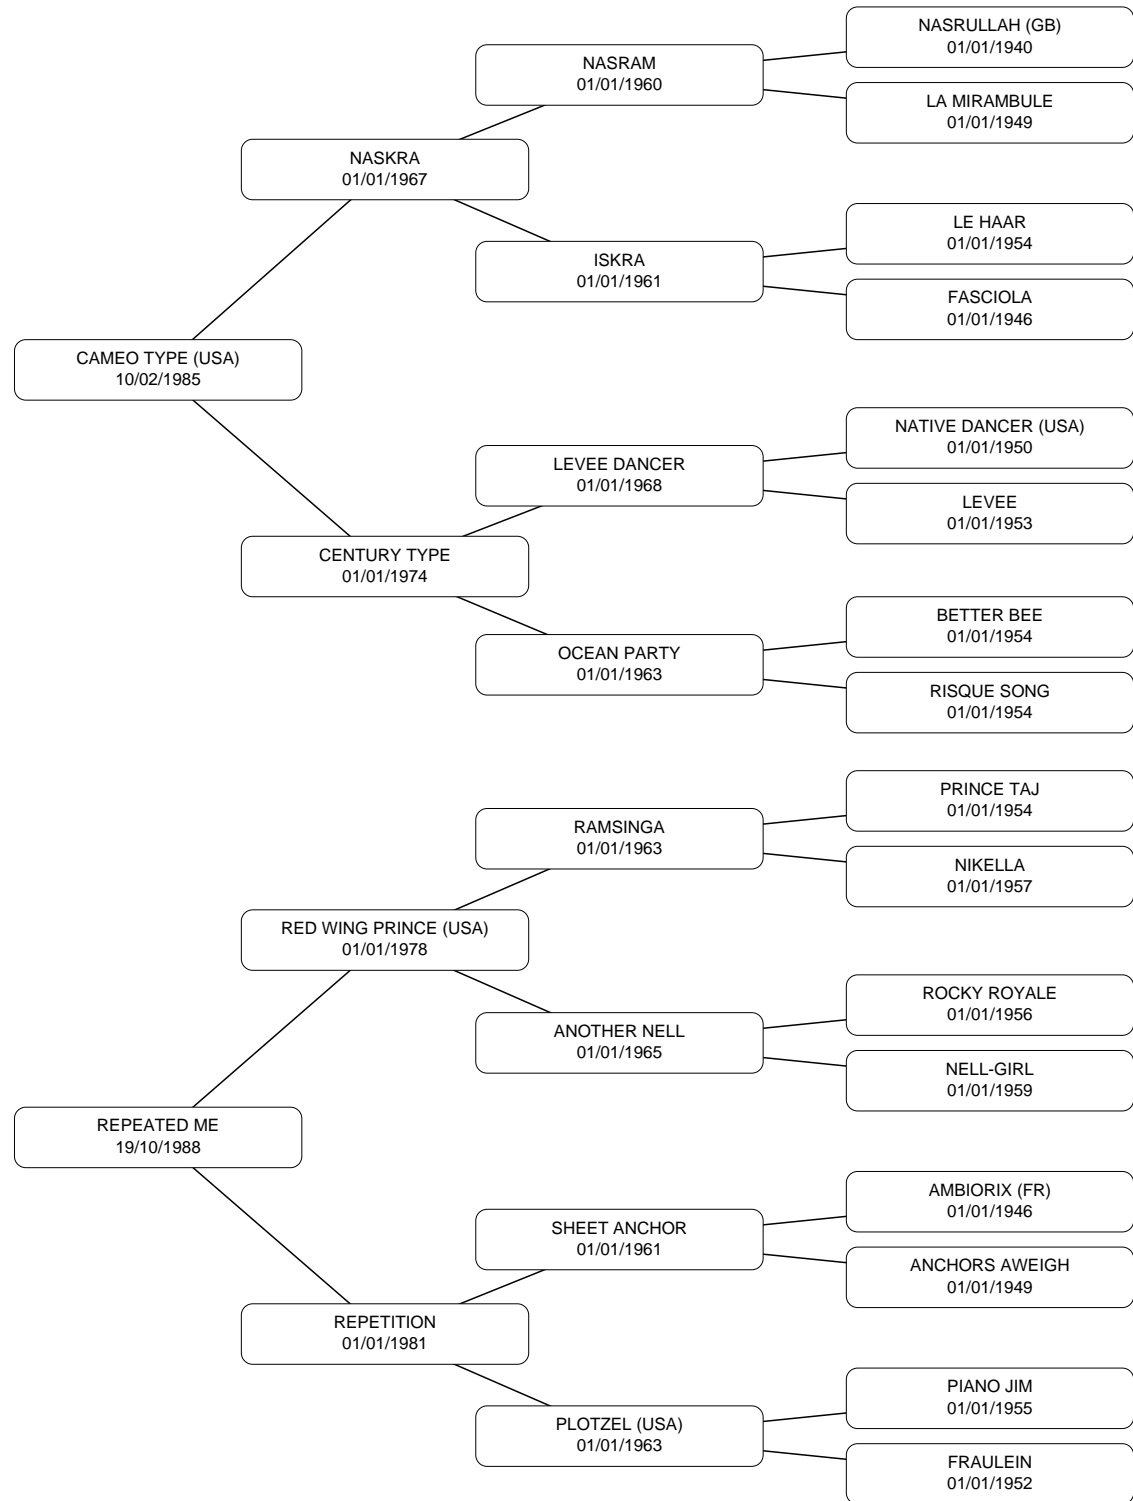 NASRULLAH (GB)
01/01/1940
NASRAM
01/01/1960
LA MIRAMBULE
01/01/1949
NASKRA
01/01/1967
LE HAAR
01/01/1954
ISKRA
01/01/1961
FASCIOLA
01/01/1946
CAMEO TYPE (USA)
10/02/1985
NATIVE DANCER (USA)
01/01/1950
LEVEE DANCER
01/01/1968
LEVEE
01/01/1953
CENTURY TYPE
01/01/1974
BETTER BEE
01/01/1954
OCEAN PARTY
01/01/1963
RISQUE SONG
01/01/1954
PRINCE TAJ
01/01/1954
RAMSINGA
01/01/1963
NIKELLA
01/01/1957
RED WING PRINCE (USA)
01/01/1978
ROCKY ROYALE
01/01/1956
ANOTHER NELL
01/01/1965
NELL-GIRL
01/01/1959
REPEATED ME
19/10/1988
AMBIORIX (FR)
01/01/1946
SHEET ANCHOR
01/01/1961
ANCHORS AWEIGH
01/01/1949
REPETITION
01/01/1981
PIANO JIM
01/01/1955
PLOTZEL (USA)
01/01/1963
FRAULEIN
01/01/1952